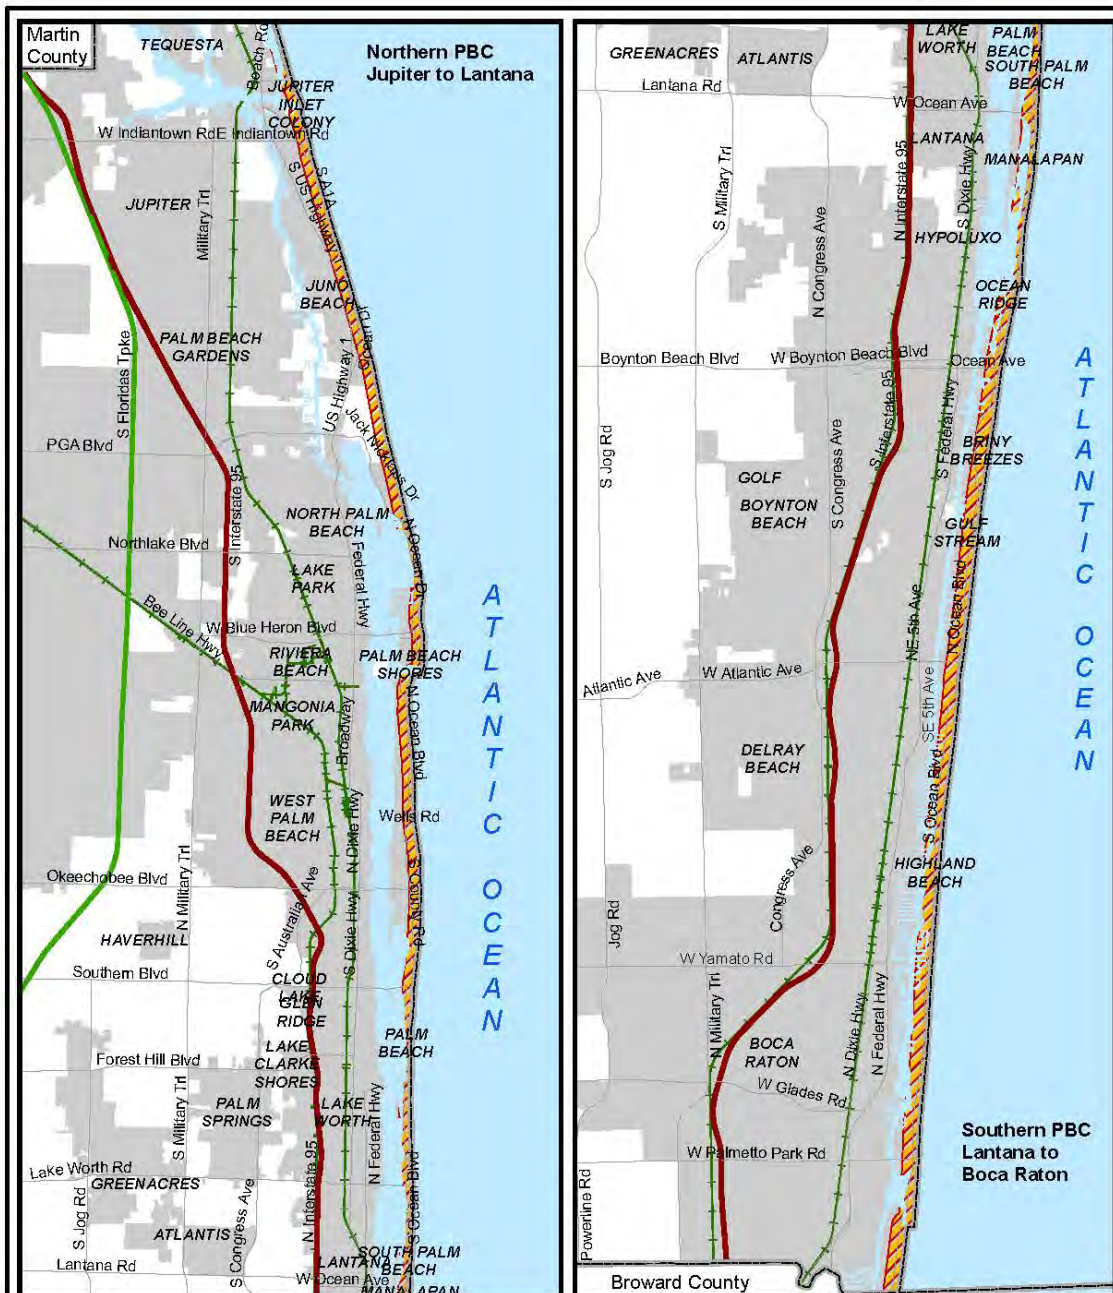 Martin
County
TEQUESTA
Beach Rd
Northern PBC
Jupiter to Lantana
JUPITER
INLET
COLONY
W Indiantown Rd
E Indiantown Rd
S A1A
S US Highway 1
JUPITER
Military Trl
JUNO
BEACH
Ocean Dr
PALM BEACH
GARDENS
S Floridas Tpke
US Highway 1
Jack Nicklaus Dr
PGA Blvd
S Interstate 95
NORTH PALM
BEACH
N Ocean Dr
Northlake Blvd
Federal Hwy
LAKE
PARK
Bee Line Hwy
W Blue Heron Blvd
RIVIERA
BEACH
PALM BEACH
SHORES
MANGONIA
PARK
Broadway
N Ocean Blvd
WEST
PALM
BEACH
Wells Rd
N Dixie Hwy
ATLANTIC OCEAN
Okeechobee Blvd
N Military Trl
S Australian Ave
S County Rd
HAVERHILL
S Dixie Hwy
Southern Blvd
CLOUD
LAKE
GLEN
RIDGE
PALM
BEACH
Forest Hill Blvd
LAKE
CLARKE
SHORES
S Military Trl
PALM
SPRINGS
LAKE
WORTH
N Federal Hwy
Lake Worth Rd
GREENACRES
S Jog Rd
S Congress Ave
N Interstate 95
S Ocean Blvd
ATLANTIS
SOUTH PALM
BEACH
Lantana Rd
LANTANA
W Ocean Ave
MANALAPAN
GREENACRES
ATLANTIS
LAKE
WORTH
PALM
BEACH
SOUTH PALM
BEACH
Lantana Rd
W Ocean Ave
LANTANA
MANALAPAN
S Military Trl
N Interstate 95
S Dixie Hwy
HYPOLUXO
N Congress Ave
OCEAN
RIDGE
Boynton Beach Blvd
W Boynton Beach Blvd
Ocean Ave
S Jog Rd
S Congress Ave
S Interstate 95
S Federal Hwy
BRINY
BREEZES
GOLF
BOYNTON
BEACH
GULF
STREAM
N Ocean Blvd
NE 5th Ave
Atlantic Ave
W Atlantic Ave
SE 5th Ave
ATLANTIC OCEAN
DELRAY
BEACH
S Ocean Blvd
HIGHLAND
BEACH
Congress Ave
Jog Rd
W Yamato Rd
N Military Trl
N Dixie Hwy
N Federal Hwy
BOCA
RATON
W Glades Rd
W Palmetto Park Rd
Powerline Rd
Southern PBC
Lantana to
Boca Raton
Broward County